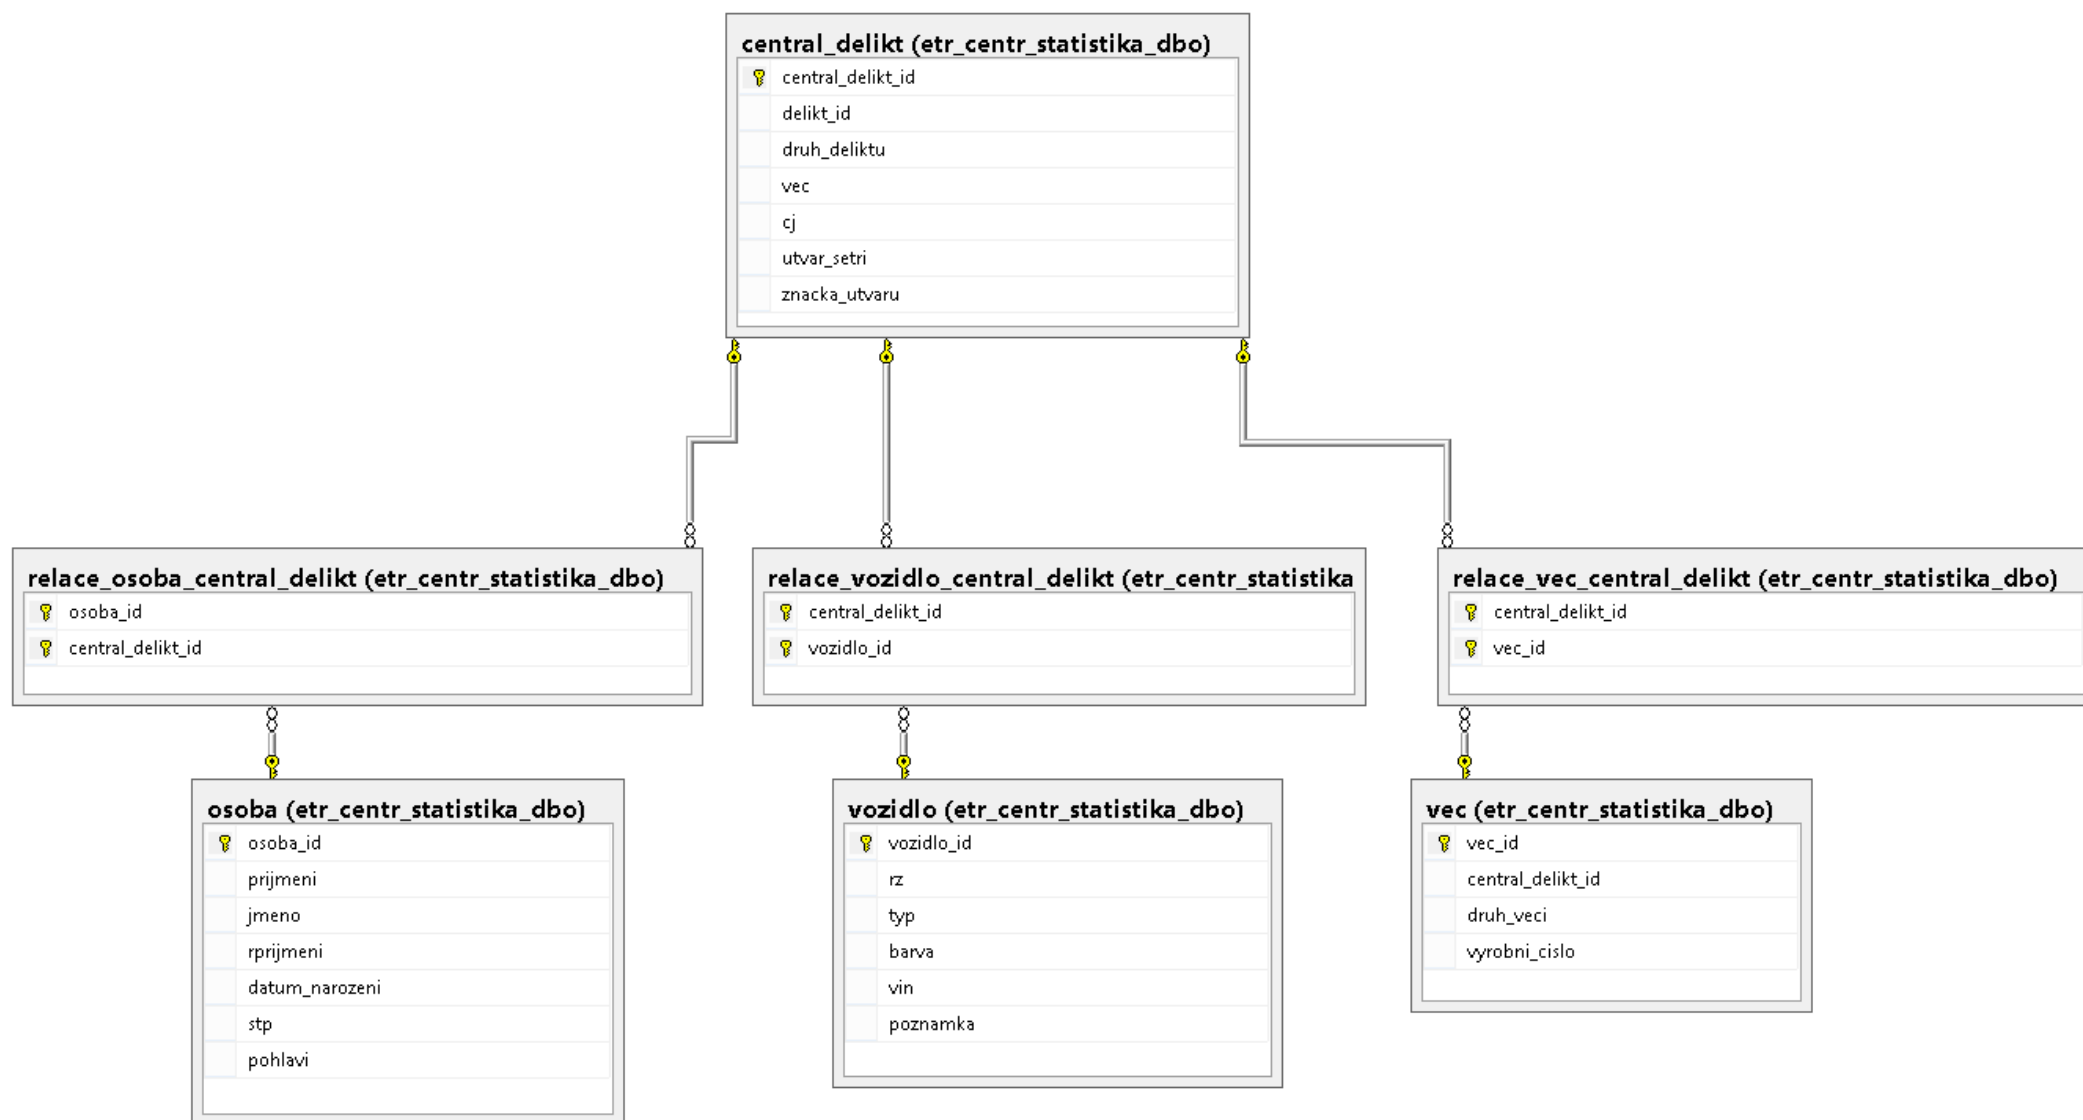 central_delikt (etr_centr_statistika_dbo)
central_delikt_id
delikt_id
druh_deliktu
vec
cj
utvar_setri
znacka_utvaru
relace_osoba_central_delikt (etr_centr_statistika_dbo)
osoba_id
central_delikt_id
relace_vozidlo_central_delikt (etr_centr_statistika
central_delikt_id
vozidlo_id
relace_vec_central_delikt (etr_centr_statistika_dbo)
central_delikt_id
vec_id
osoba (etr_centr_statistika_dbo)
osoba_id
prijmeni
jmeno
rprijmeni
datum_narozeni
stp
pohlavi
vozidlo (etr_centr_statistika_dbo)
vozidlo_id
rz
typ
barva
vin
poznamka
vec (etr_centr_statistika_dbo)
vec_id
central_delikt_id
druh_veci
vyrobni_cislo